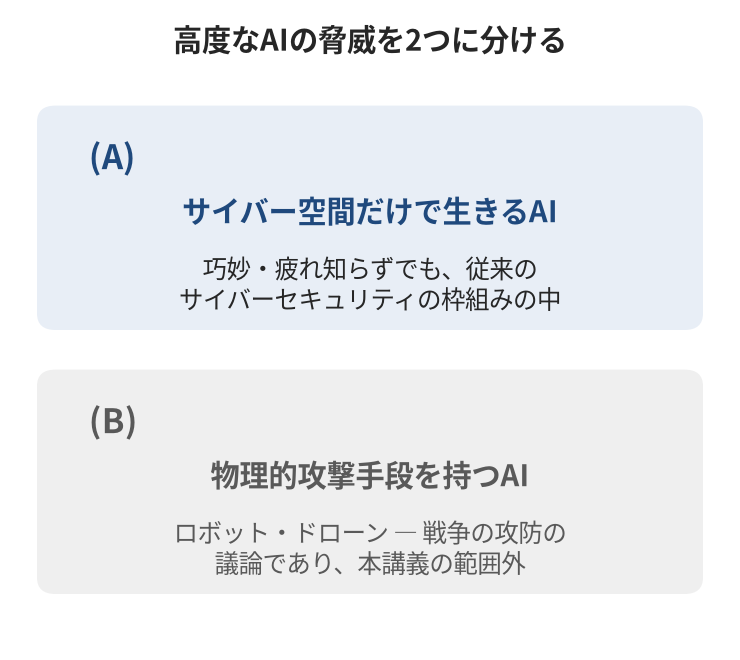 高度なAIの脅威を2つに分ける
(A)
サイバー空間だけで生きるAI
巧妙・疲れ知らずでも、従来の
サイバーセキュリティの枠組みの中
(B)
物理的攻撃手段を持つAI
ロボット・ドローン — 戦争の攻防の
議論であり、本講義の範囲外